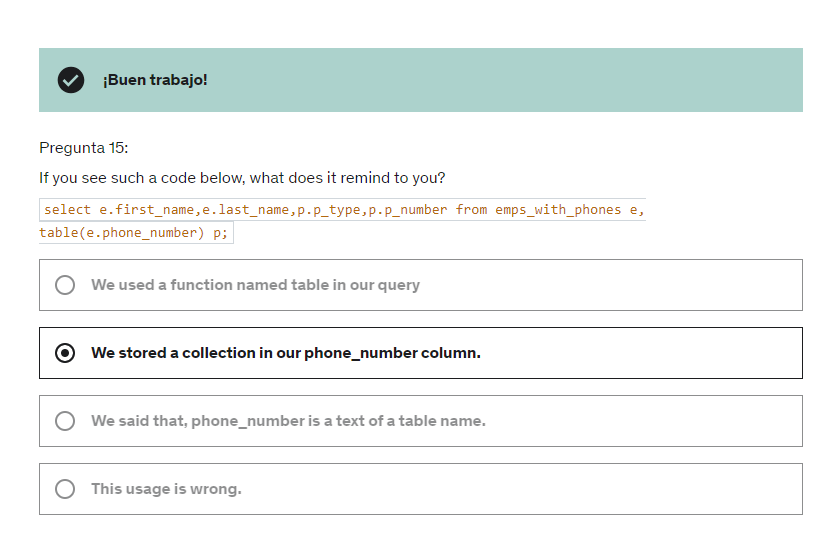 ¡Buen trabajo!
Pregunta 15:
If you see such a code below, what does it remind to you?
select e.first_name,e.last_name,p.p_type,p.p_number from emps_with_phones e,
table(e.phone_number) p;
We used a function named table in our query
We stored a collection in our phone_number column.
We said that, phone_number is a text of a table name.
This usage is wrong.